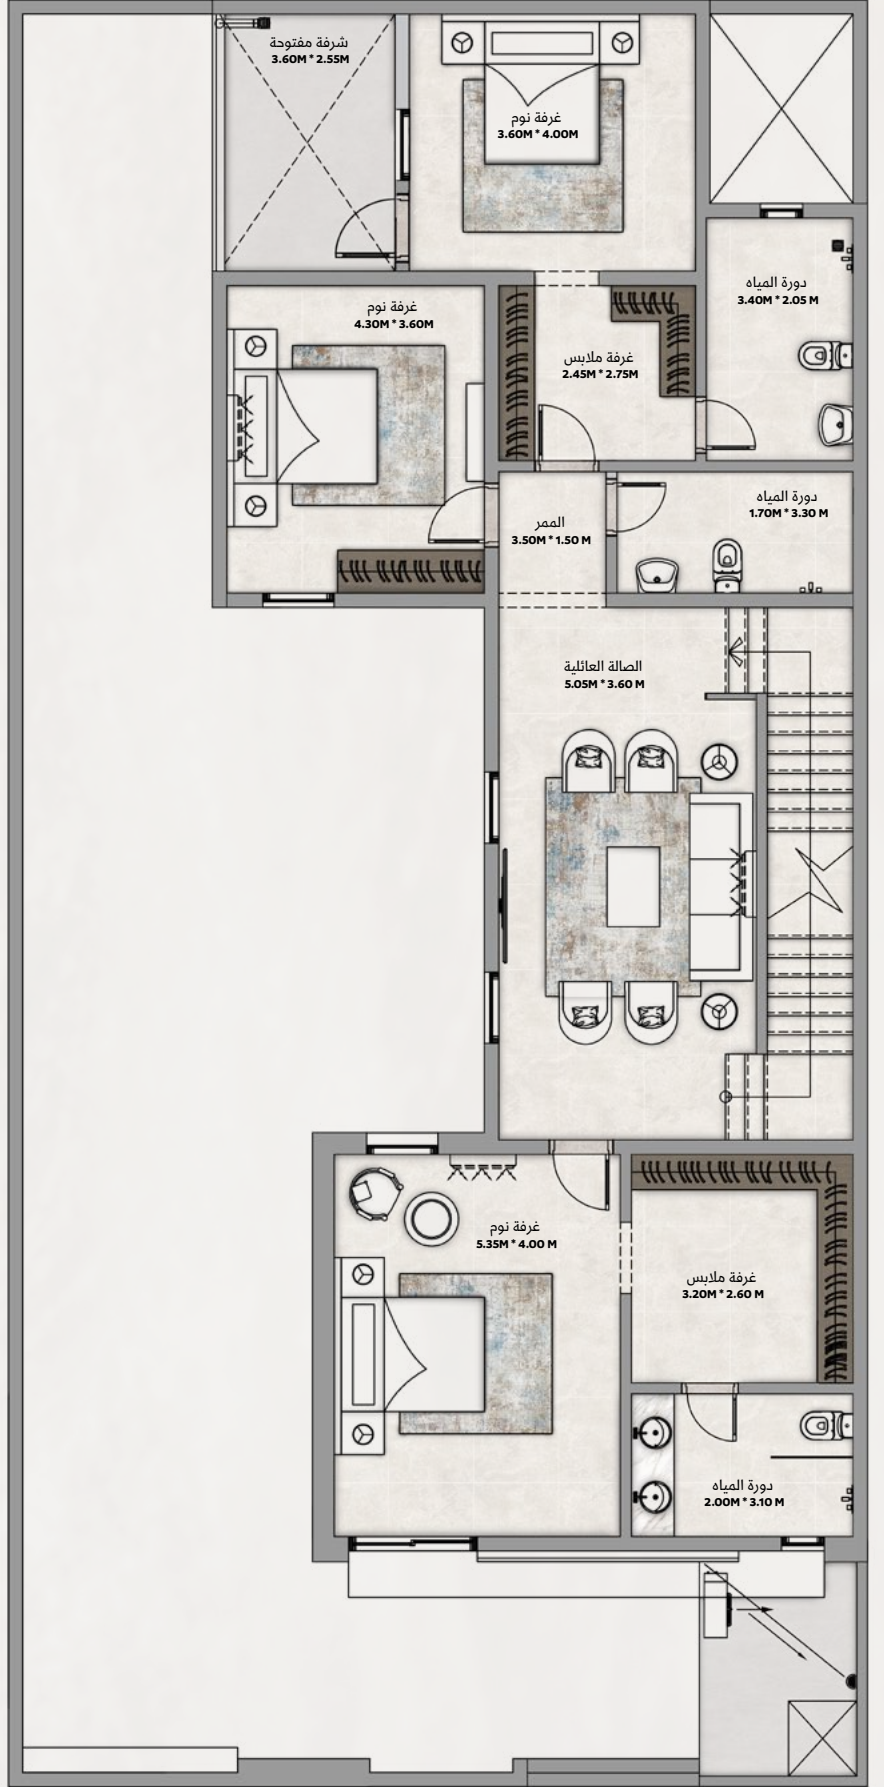 شرفة مفتوحة
3.60M * 2.55M
غرفة نوم
3.60M * 4.00M
دورة المياه
3.40M * 2.05 M
غرفة نوم
4.30M * 3.60M
غرفة ملابس
2.45M * 2.75M
دورة المياه
1.70M * 3.30 M
الممر
3.50M * 1.50 M
الصالة العائلية
5.05M * 3.60 M
غرفة نوم
5.35M * 4.00 M
غرفة ملابس
3.20M * 2.60 M
دورة المياه
2.00M * 3.10 M